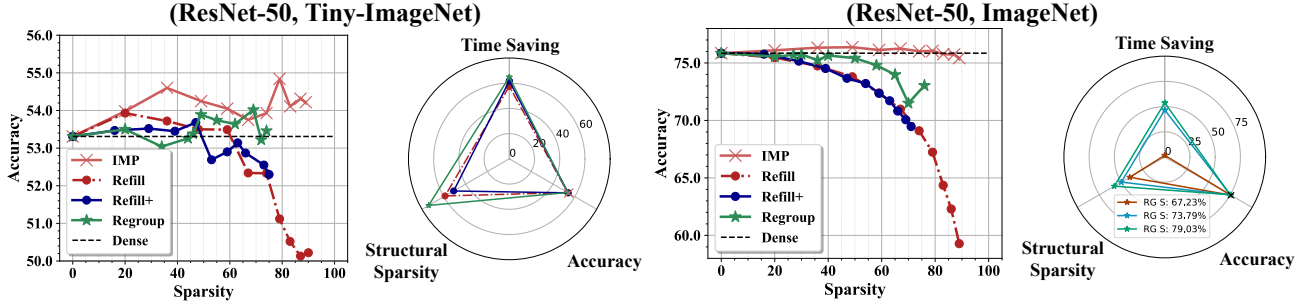 (ResNet-50, Tiny-ImageNet)
56.0
55.0
54.0
53.0
52.0
51.0
50.0
Accuracy
IMP
Refill
Refill+
Regroup
Dense
0
20
40
60
80
100
Sparsity
Time Saving
0
20
40
60
Structural
Sparsity
Accuracy
(ResNet-50, ImageNet)
75.0
70.0
65.0
60.0
Accuracy
IMP
Refill
Refill+
Regroup
Dense
0
20
40
60
80
100
Sparsity
Time Saving
0
25
50
75
RG S: 67,23%
RG S: 73.79%
RG S: 79,03%
Structural
Sparsity
Accuracy